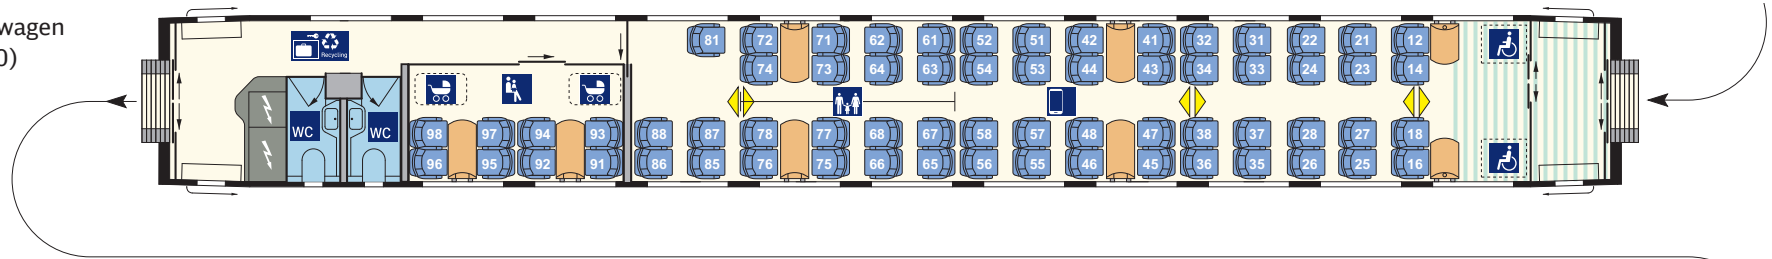 wagen
0)
Recycling
WC
WC
81 72 71 62 61 52 51 42 41 32 31 22 21 12
74 73 64 63 54 53 44 43 34 33 24 23 14
98 97 94 93 88 87 78 77 68 67 58 57 48 47 38 37 28 27 18
96 95 92 91 86 85 76 75 66 65 56 55 46 45 36 35 26 25 16